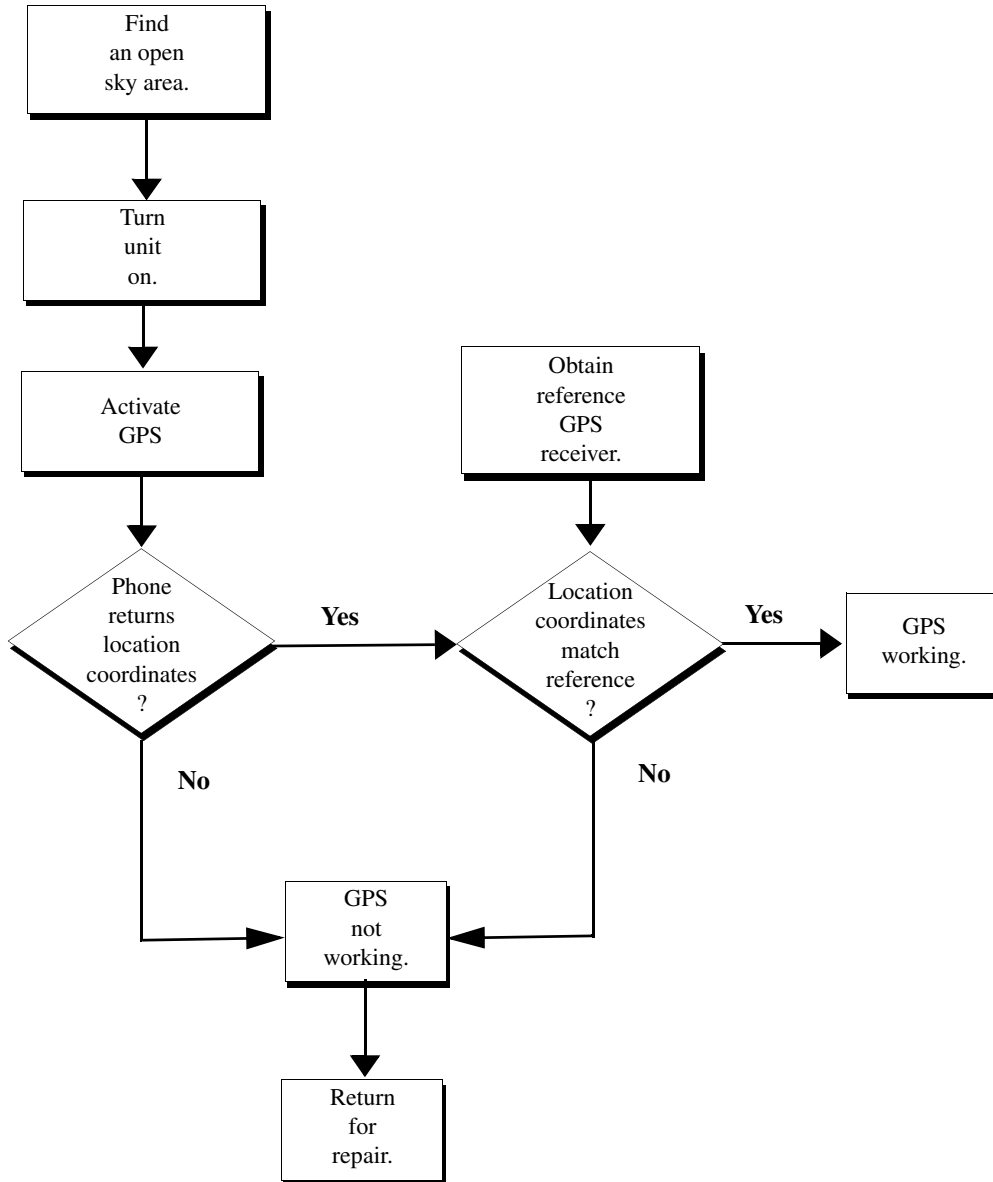 Find
an open
sky area.
Turn
unit
on.
Activate
GPS
Obtain
reference
GPS
receiver.
Phone
returns
location
coordinates
?
Yes
Location
coordinates
match
reference
?
Yes
GPS
working.
No
No
GPS
not
working.
Return
for
repair.